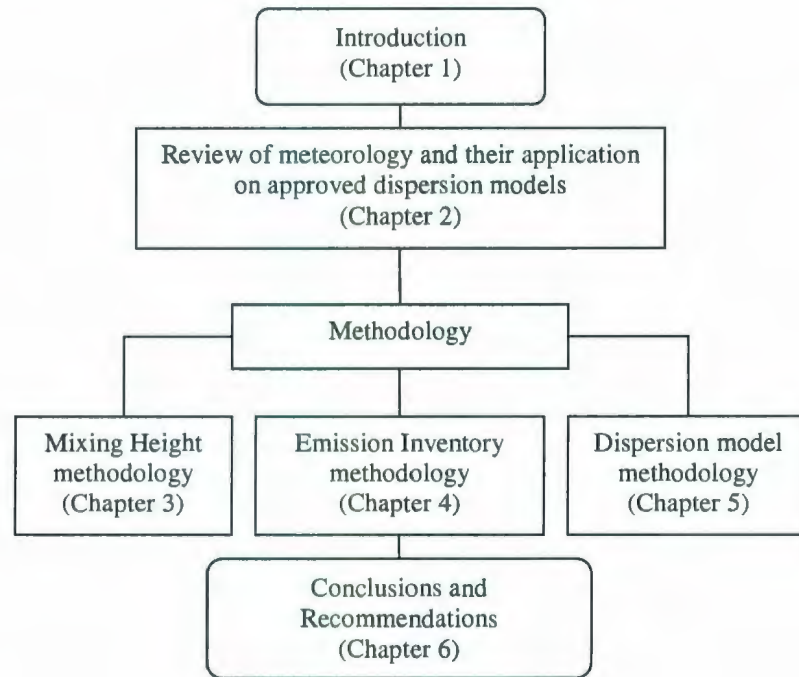 Introduction
(Chapter 1)
Review of meteorology and their application
on approved dispersion models
(Chapter 2)
Methodology
Mixing Height
methodology
(Chapter 3)
Emission Inventory
methodology
(Chapter 4)
Dispersion model
methodology
(Chapter 5)
Conclusions and
Recommendations
(Chapter 6)